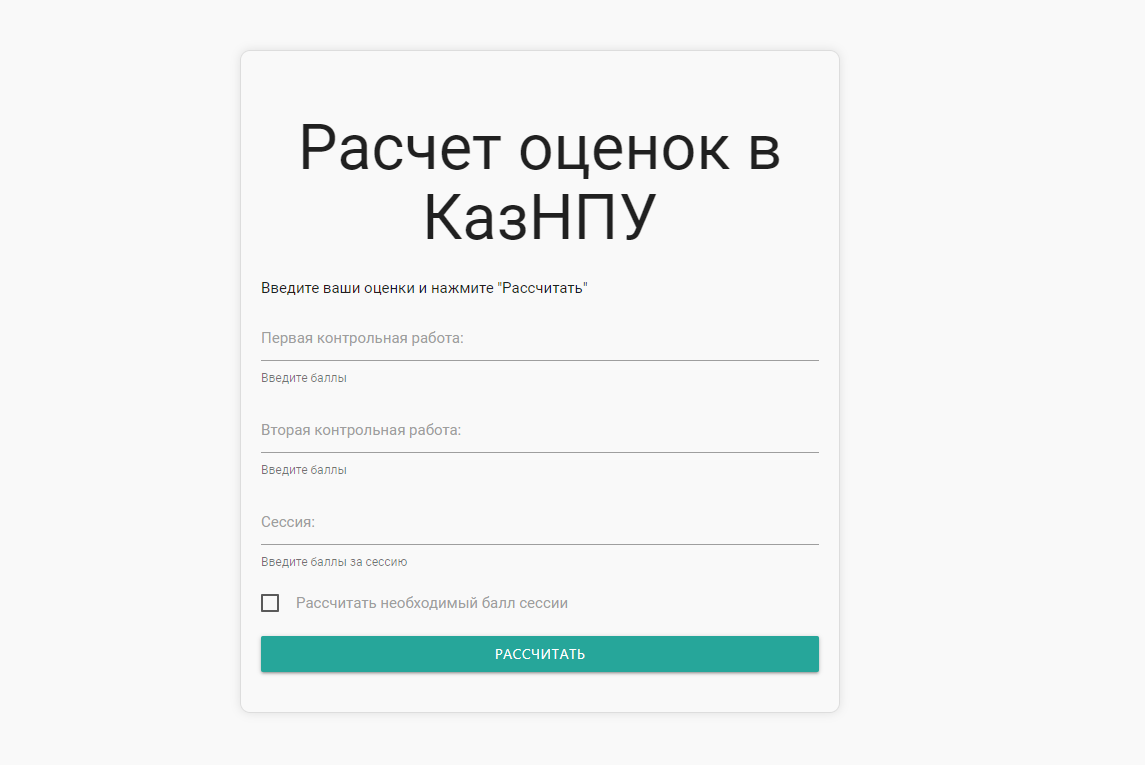 Расчет оценок в
КазНПУ
Введите ваши оценки и нажмите "Рассчитать"
Первая контрольная работа:
Введите баллы
Вторая контрольная работа:
Введите баллы
Сессия:
Введите баллы за сессию
Рассчитать необходимый балл сессии
РАССЧИТАТЬ